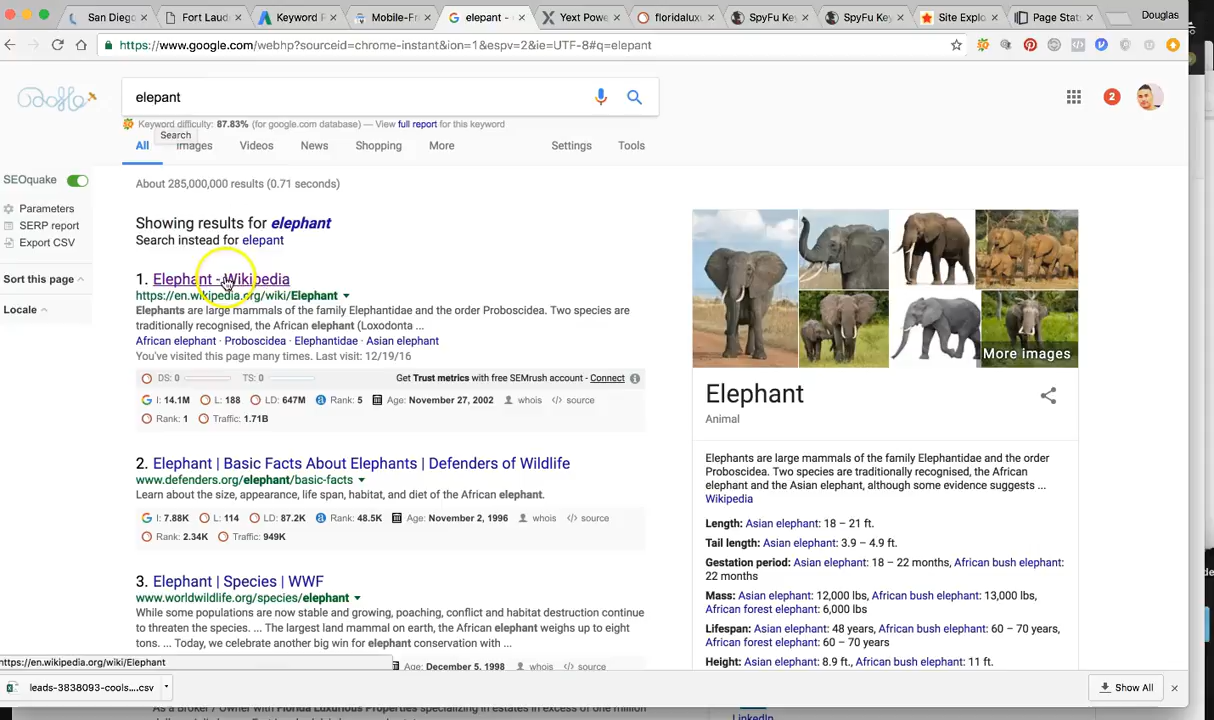 San Diego
Fort Laud
Keyword P
Mobile-Fr
elepant -
Yext Pow
floridalux
SpyFu Ke
SpyFu Key
Site Explo
Page Stat
Douglas
https://www.google.com/webhp?sourceid=chrome-instant&ion=1&espv=2&ie=UTF-8#q=elepant
elepant
2
Keyword difficulty: 87.83% (for google.com database) — View full report for this keyword
Search
All Images Videos News Shopping More Settings Tools
SEOquake
Parameters
SERP report
Export CSV
Sort this page
Locale
About 285,000,000 results (0.71 seconds)
Showing results for elephant
Search instead for elepant
1. Elephant - Wikipedia
https://en.wikipedia.org/wiki/Elephant
Elephants are large mammals of the family Elephantidae and the order Proboscidea. Two species are
traditionally recognised, the African elephant (Loxodonta ...
African elephant · Proboscidea · Elephantidae · Asian elephant
You've visited this page many times. Last visit: 12/19/16
DS: 0 TS: 0 Get Trust metrics with free SEMrush account - Connect
I: 14.1M L: 188 LD: 647M Rank: 5 Age: November 27, 2002 whois </> source
Rank: 1 Traffic: 1.71B
2. Elephant | Basic Facts About Elephants | Defenders of Wildlife
www.defenders.org/elephant/basic-facts
Learn about the size, appearance, life span, habitat, and diet of the African elephant.
I: 7.88K L: 114 LD: 87.2K Rank: 48.5K Age: November 2, 1996 whois </> source
Rank: 2.34K Traffic: 949K
3. Elephant | Species | WWF
www.worldwildlife.org/species/elephant
While some populations are now stable and growing, poaching, conflict and habitat destruction continue
to threaten the species. ... The largest land mammal on earth, the African elephant weighs up to eight
tons. ... Today, we celebrate another big win for elephant conservation with ...
Age: December 5, 1998 whois </> source
More images
Elephant
Animal
Elephants are large mammals of the family Elephantidae and the order
Proboscidea. Two species are traditionally recognised, the African
elephant and the Asian elephant, although some evidence suggests ...
Wikipedia
Length: Asian elephant: 18 – 21 ft.
Tail length: Asian elephant: 3.9 – 4.9 ft.
Gestation period: Asian elephant: 18 – 22 months, African bush elephant:
22 months
Mass: Asian elephant: 12,000 lbs, African bush elephant: 13,000 lbs,
African forest elephant: 6,000 lbs
Lifespan: Asian elephant: 48 years, African bush elephant: 60 – 70 years,
African forest elephant: 60 – 70 years
Height: Asian elephant: 8.9 ft., African bush elephant: 11 ft.
https://en.wikipedia.org/wiki/Elephant
leads-3838093-cools....csv
Show All
As a Broker / Owner with Florida Luxurious Properties specializing in estates in excess of one million
LinkedIn